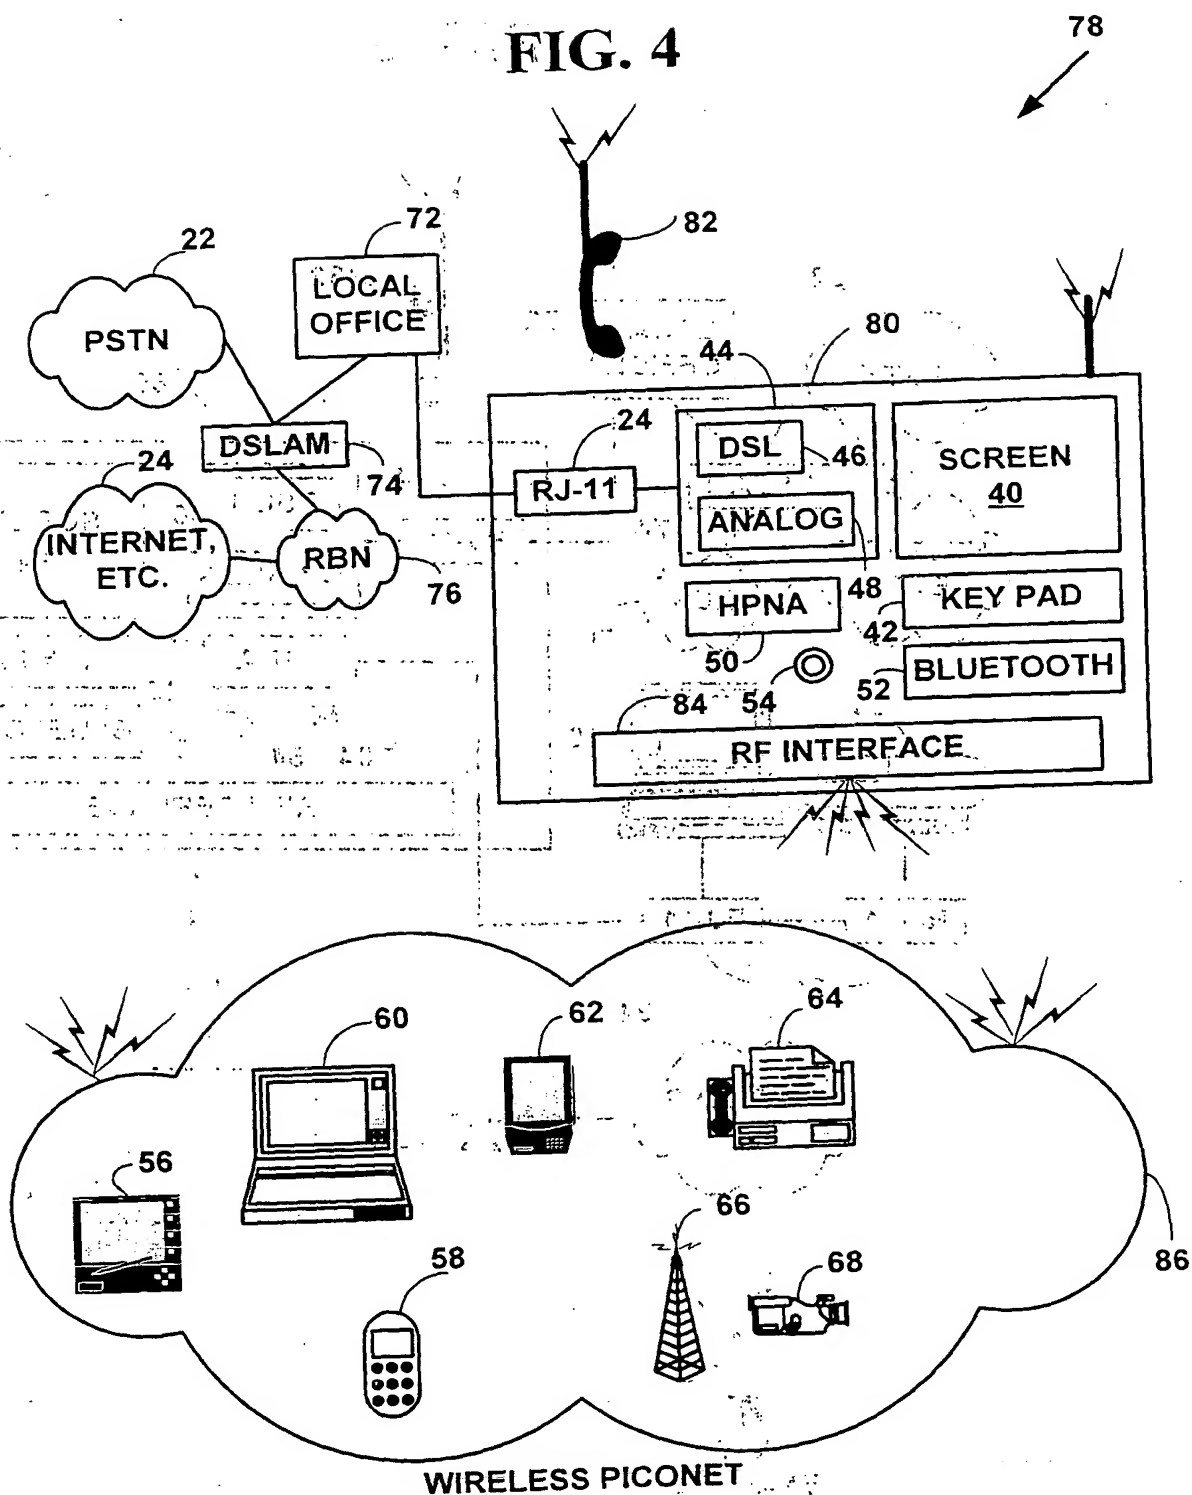 FIG. 4
78
82
72
22
LOCAL
OFFICE
PSTN
80
44
24
DSL
46
SCREEN
40
DSLAM
74
24
RJ-11
ANALOG
INTERNET,
ETC.
RBN
76
48
HPNA
KEY PAD
42
50
BLUETOOTH
52
54
84
RF INTERFACE
60
62
64
56
66
58
68
86
WIRELESS PICONET